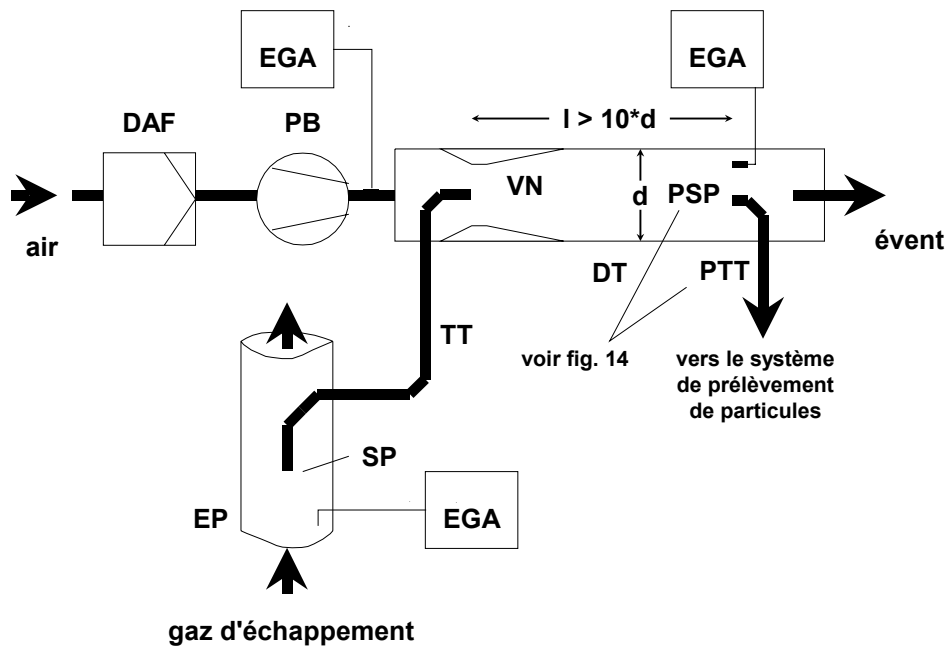 EGA
EGA
l > 10*d
DAF
PB
VN
d
PSP
air
évent
DT
PTT
TT
voir fig. 14
vers le système
de prélèvement
de particules
SP
EP
EGA
gaz d'échappement